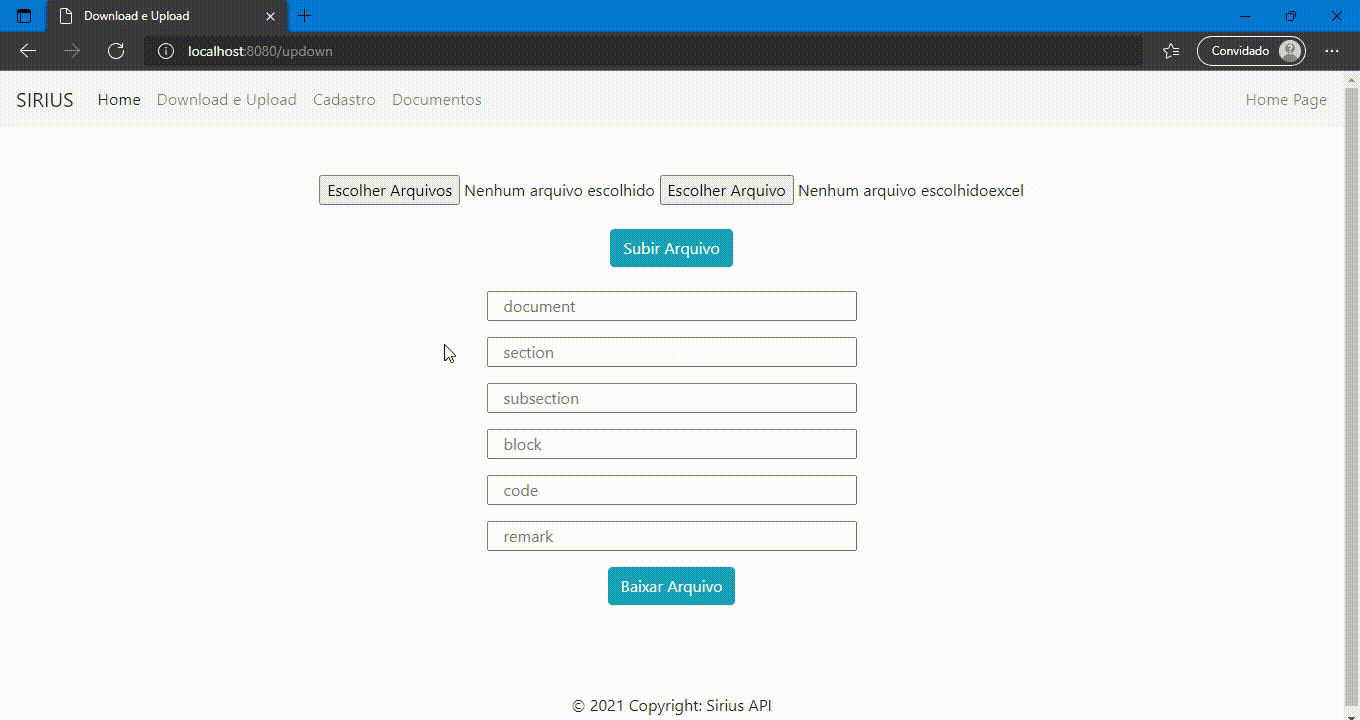 Download e Upload
localhost:8080/updown
Convidado
SIRIUS Home Download e Upload Cadastro Documentos Home Page
Escolher Arquivos Nenhum arquivo escolhido Escolher Arquivo Nenhum arquivo escolhidoexcel
Subir Arquivo
document
section
subsection
block
code
remark
Baixar Arquivo
© 2021 Copyright: Sirius API